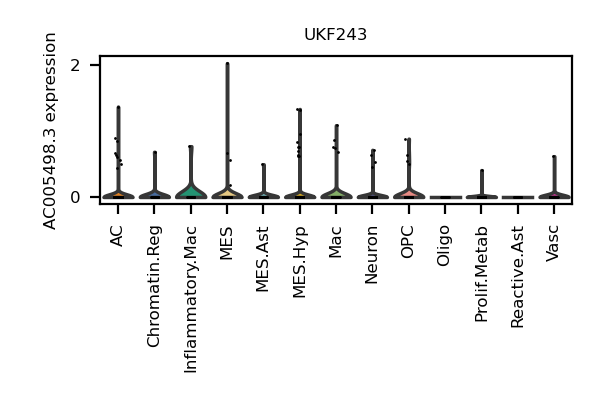 UKF243
AC005498.3 expression
2
0
AC
Chromatin.Reg
Inflammatory.Mac
MES
MES.Ast
MES.Hyp
Mac
Neuron
OPC
Oligo
Prolif.Metab
Reactive.Ast
Vasc